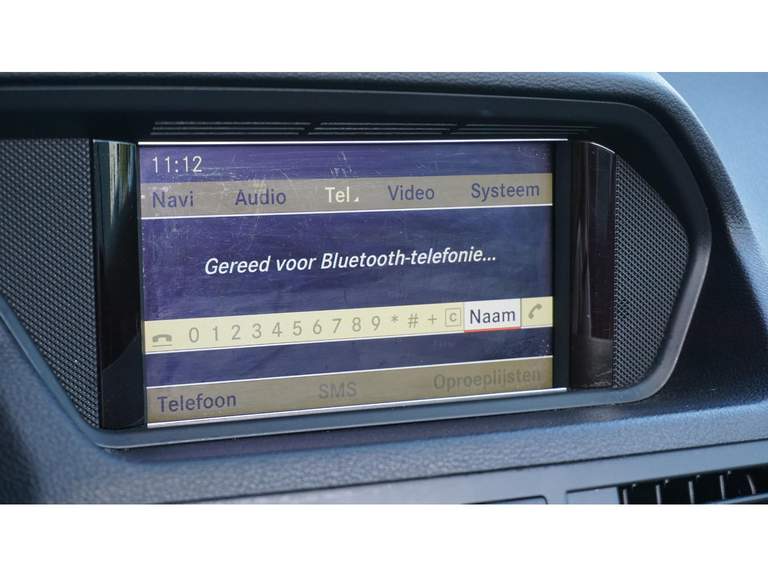 11:12
Navi Audio Tel. Video Systeem
Gereed voor Bluetooth-telefonie...
0 1 2 3 4 5 6 7 8 9 * # + C Naam
Telefoon SMS Oproeplijsten